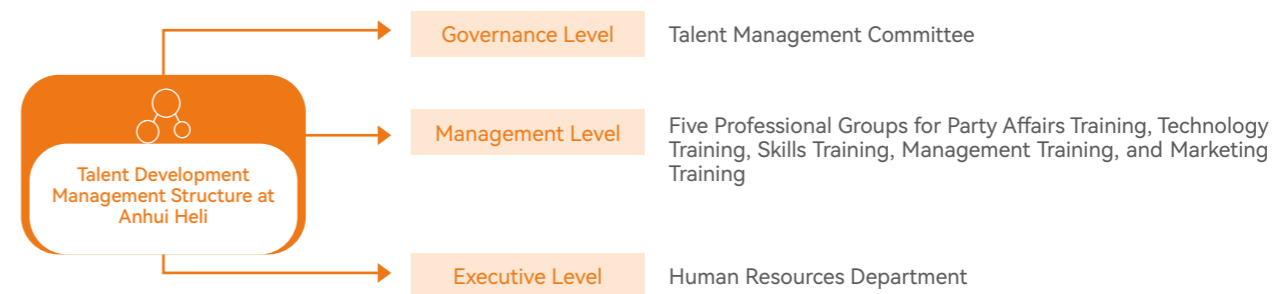 Talent Development
Management Structure at
Anhui Heli
Governance Level
Talent Management Committee
Management Level
Five Professional Groups for Party Affairs Training, Technology
Training, Skills Training, Management Training, and Marketing
Training
Executive Level
Human Resources Department